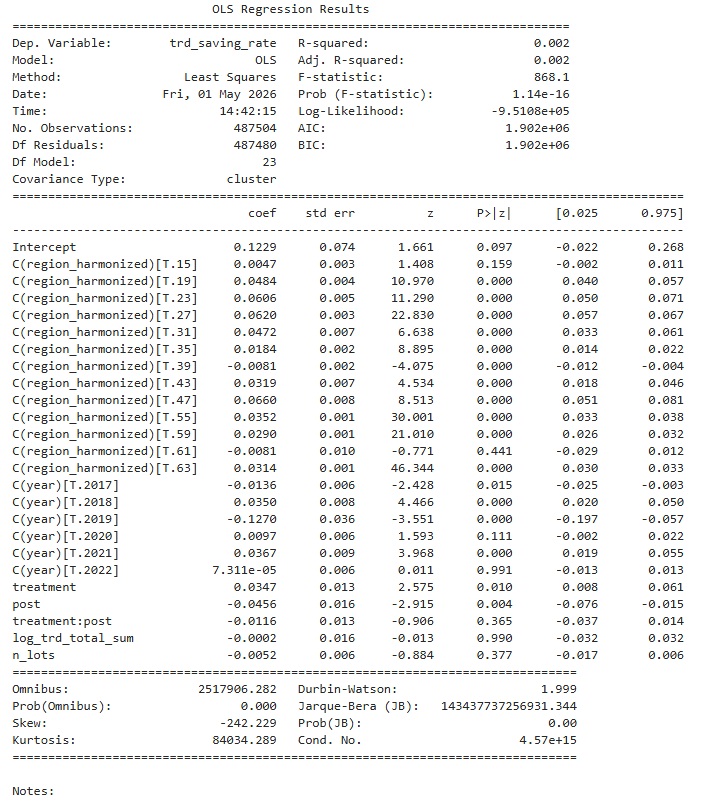 OLS Regression Results
==============================================================================
Dep. Variable: trd_saving_rate R-squared: 0.002
Model: OLS Adj. R-squared: 0.002
Method: Least Squares F-statistic: 868.1
Date: Fri, 01 May 2026 Prob (F-statistic): 1.14e-16
Time: 14:42:15 Log-Likelihood: -9.5108e+05
No. Observations: 487504 AIC: 1.902e+06
Df Residuals: 487480 BIC: 1.902e+06
Df Model: 23
Covariance Type: cluster
==============================================================================================
coef std err z P>|z| [0.025 0.975]
----------------------------------------------------------------------------------------------
Intercept 0.1229 0.074 1.661 0.097 -0.022 0.268
C(region_harmonized)[T.15] 0.0047 0.003 1.408 0.159 -0.002 0.011
C(region_harmonized)[T.19] 0.0484 0.004 10.970 0.000 0.040 0.057
C(region_harmonized)[T.23] 0.0606 0.005 11.290 0.000 0.050 0.071
C(region_harmonized)[T.27] 0.0620 0.003 22.830 0.000 0.057 0.067
C(region_harmonized)[T.31] 0.0472 0.007 6.638 0.000 0.033 0.061
C(region_harmonized)[T.35] 0.0184 0.002 8.895 0.000 0.014 0.022
C(region_harmonized)[T.39] -0.0081 0.002 -4.075 0.000 -0.012 -0.004
C(region_harmonized)[T.43] 0.0319 0.007 4.534 0.000 0.018 0.046
C(region_harmonized)[T.47] 0.0660 0.008 8.513 0.000 0.051 0.081
C(region_harmonized)[T.55] 0.0352 0.001 30.001 0.000 0.033 0.038
C(region_harmonized)[T.59] 0.0290 0.001 21.010 0.000 0.026 0.032
C(region_harmonized)[T.61] -0.0081 0.010 -0.771 0.441 -0.029 0.012
C(region_harmonized)[T.63] 0.0314 0.001 46.344 0.000 0.030 0.033
C(year)[T.2017] -0.0136 0.006 -2.428 0.015 -0.025 -0.003
C(year)[T.2018] 0.0350 0.008 4.466 0.000 0.020 0.050
C(year)[T.2019] -0.1270 0.036 -3.551 0.000 -0.197 -0.057
C(year)[T.2020] 0.0097 0.006 1.593 0.111 -0.002 0.022
C(year)[T.2021] 0.0367 0.009 3.968 0.000 0.019 0.055
C(year)[T.2022] 7.311e-05 0.006 0.011 0.991 -0.013 0.013
treatment 0.0347 0.013 2.575 0.010 0.008 0.061
post -0.0456 0.016 -2.915 0.004 -0.076 -0.015
treatment:post -0.0116 0.013 -0.906 0.365 -0.037 0.014
log_trd_total_sum -0.0002 0.016 -0.013 0.990 -0.032 0.032
n_lots -0.0052 0.006 -0.884 0.377 -0.017 0.006
==============================================================================
Omnibus: 2517906.282 Durbin-Watson: 1.999
Prob(Omnibus): 0.000 Jarque-Bera (JB): 143437737256931.344
Skew: -242.229 Prob(JB): 0.00
Kurtosis: 84034.289 Cond. No. 4.57e+15
==============================================================================
Notes: